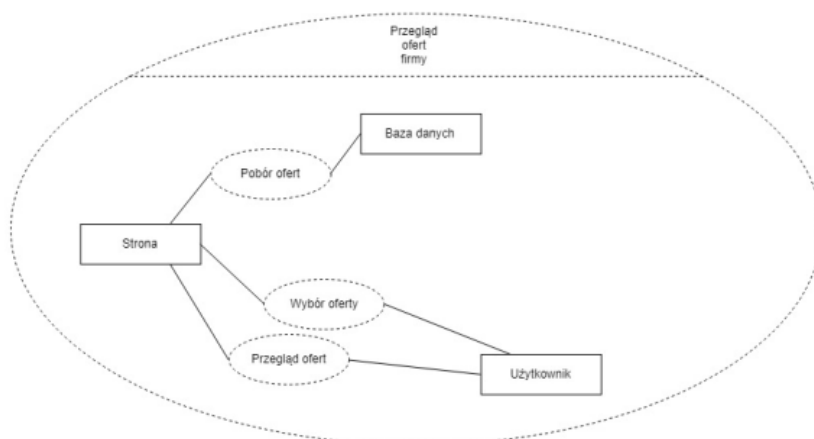 Przegląd
ofert
firmy
Baza danych
Pobór ofert
Strona
Wybór oferty
Przegląd ofert
Użytkownik